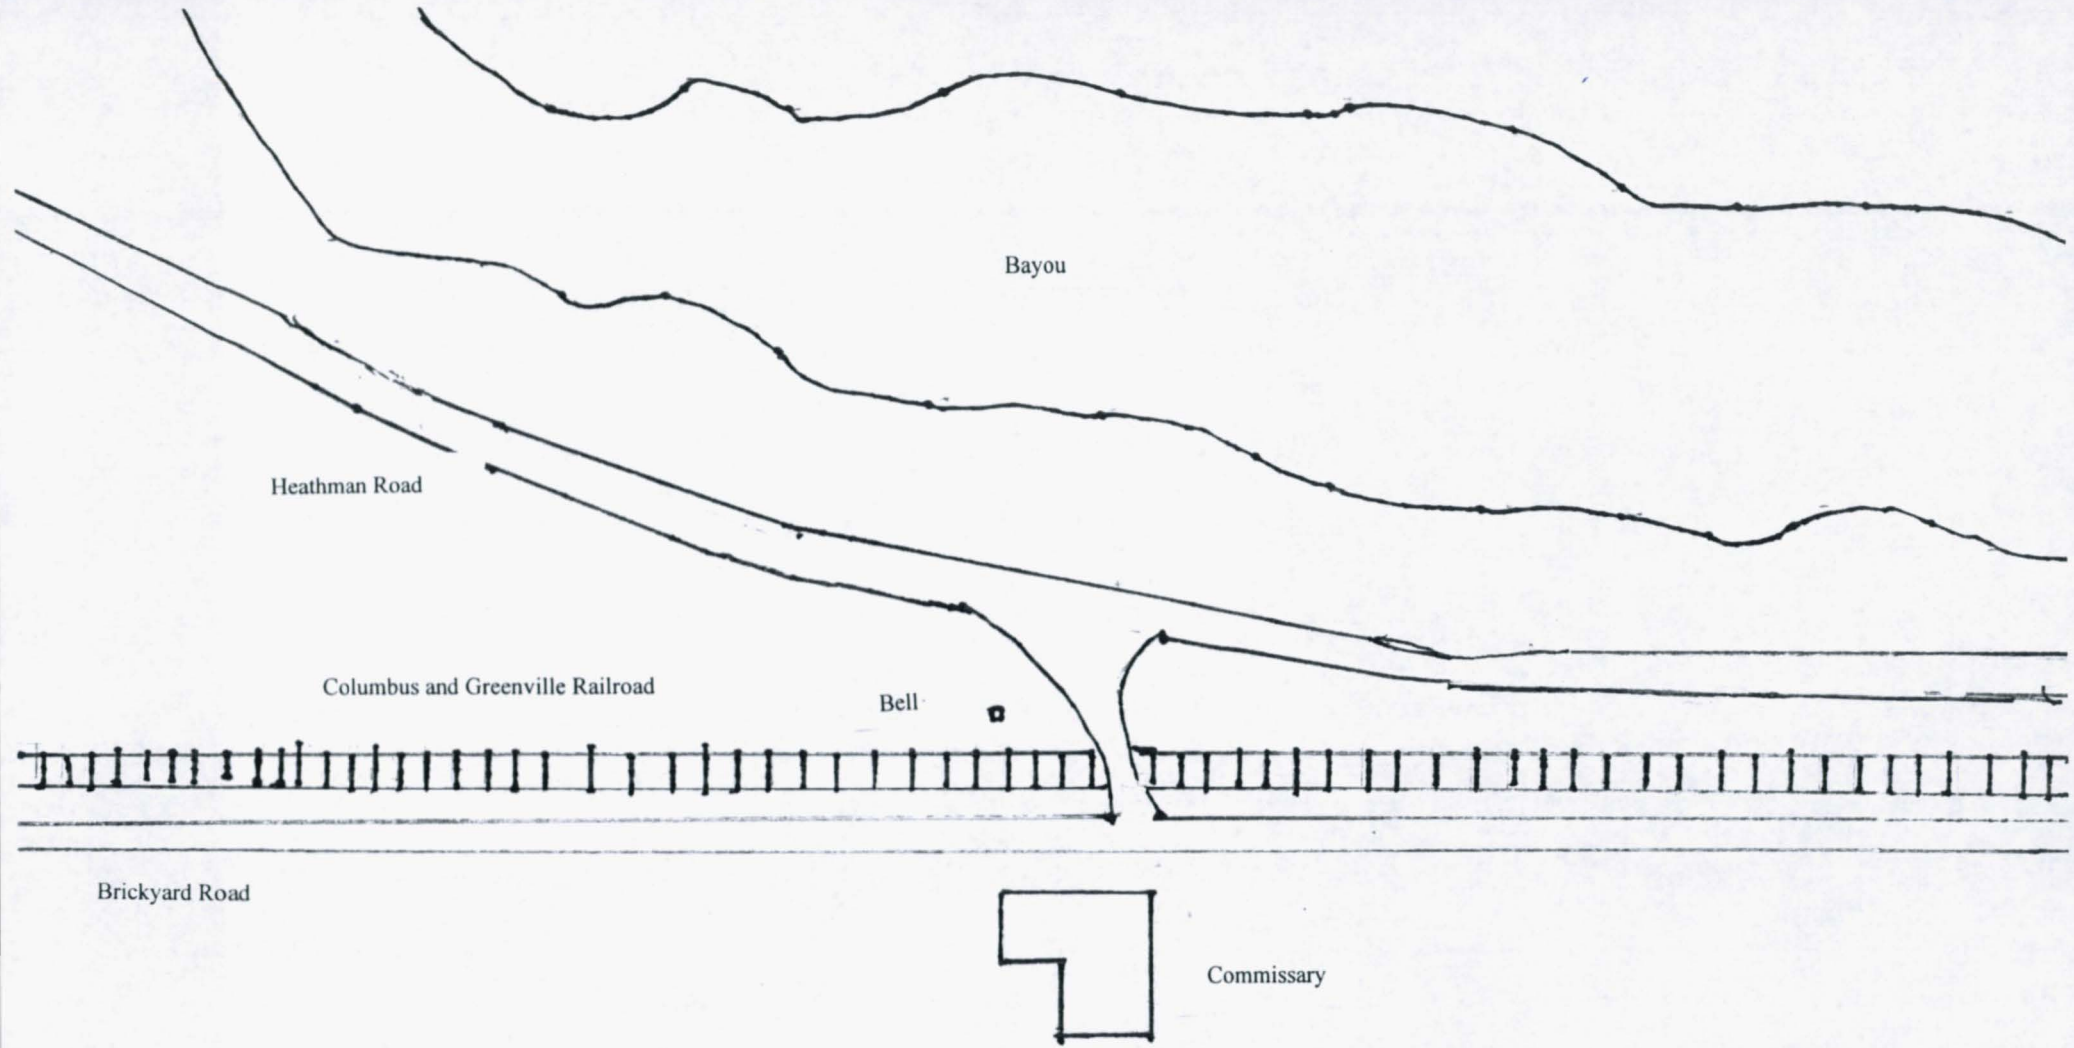 Bayou
Heathman Road
Columbus and Greenville Railroad
Bell
Brickyard Road
Commissary